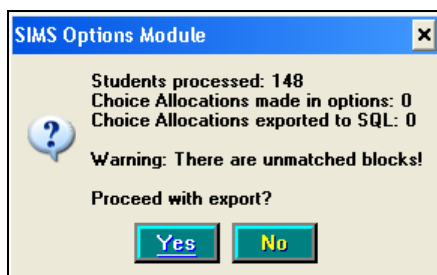 SIMS Options Module
Students processed: 148
Choice Allocations made in options: 0
Choice Allocations exported to SQL: 0
Warning: There are unmatched blocks!
Proceed with export?
Yes No